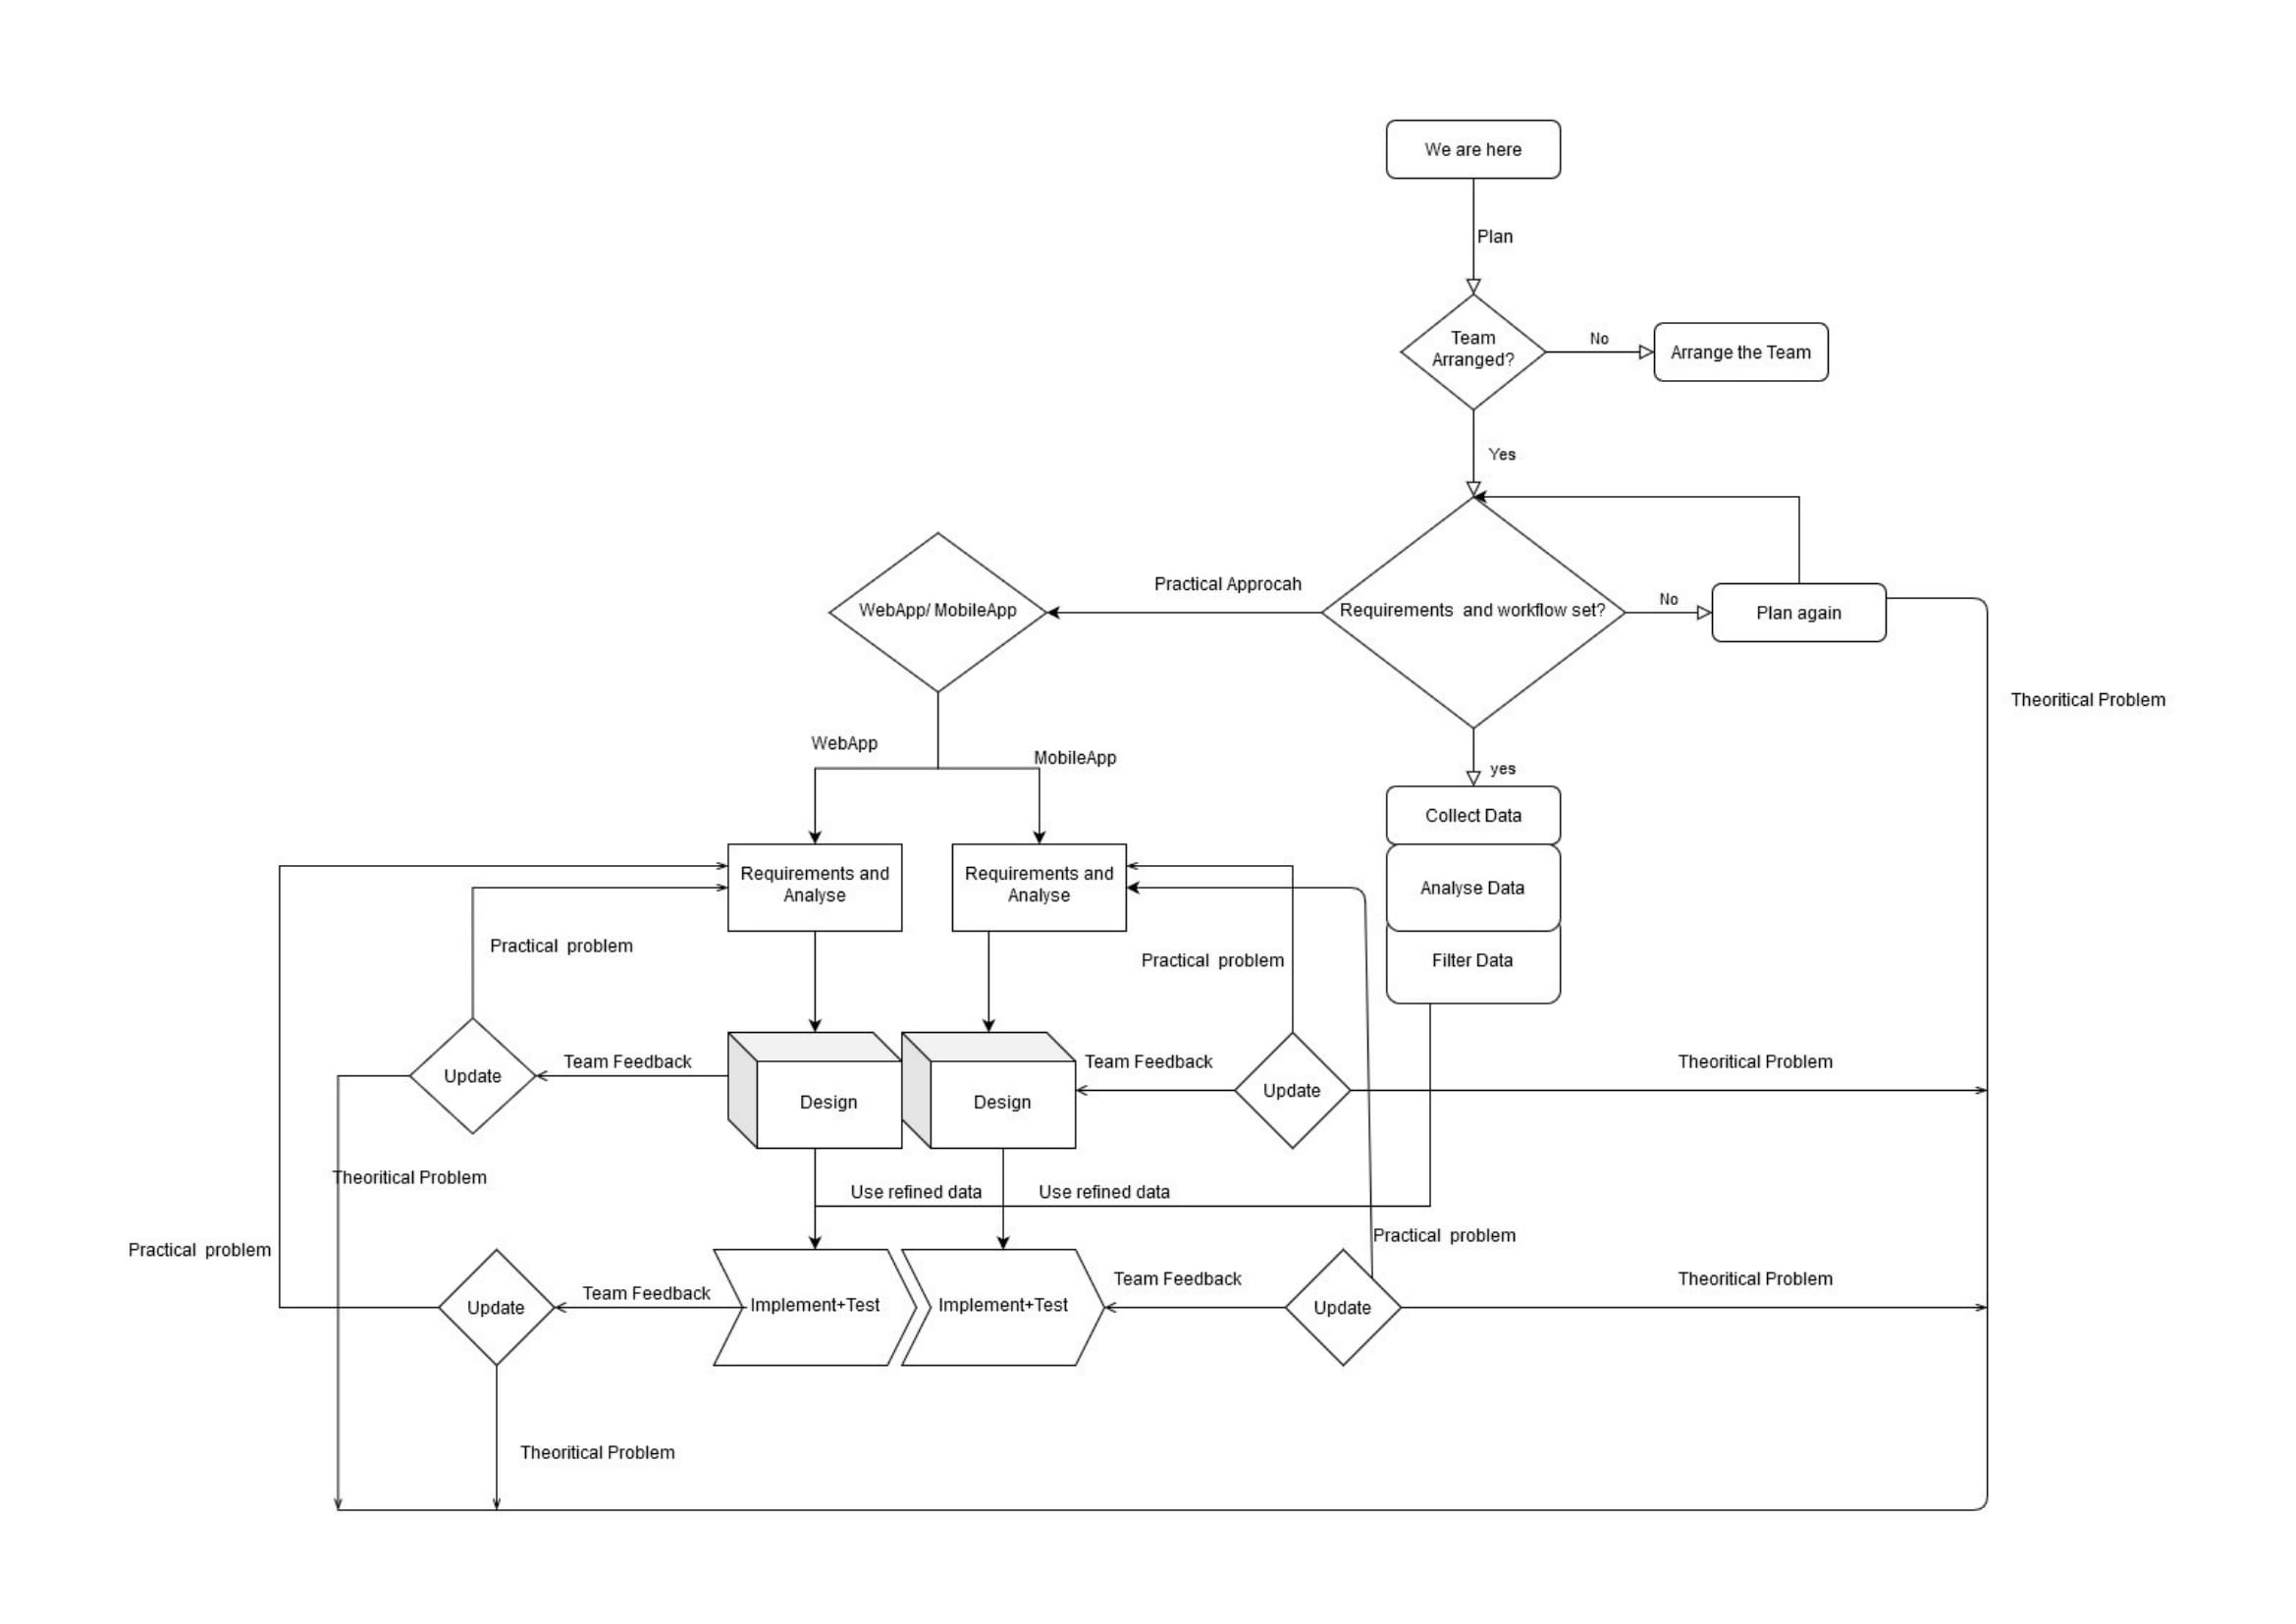 We are here
Plan
Team
Arranged?
No
Arrange the Team
Yes
Practical Approcah
WebApp/ MobileApp
Requirements  and workflow set?
No
Plan again
Theoritical Problem
WebApp
MobileApp
yes
Collect Data
Requirements and
Analyse
Requirements and
Analyse
Analyse Data
Practical  problem
Practical  problem
Filter Data
Update
Team Feedback
Design
Design
Team Feedback
Update
Theoritical Problem
Theoritical Problem
Use refined data
Use refined data
Practical  problem
Practical  problem
Update
Team Feedback
Implement+Test
Implement+Test
Team Feedback
Update
Theoritical Problem
Theoritical Problem